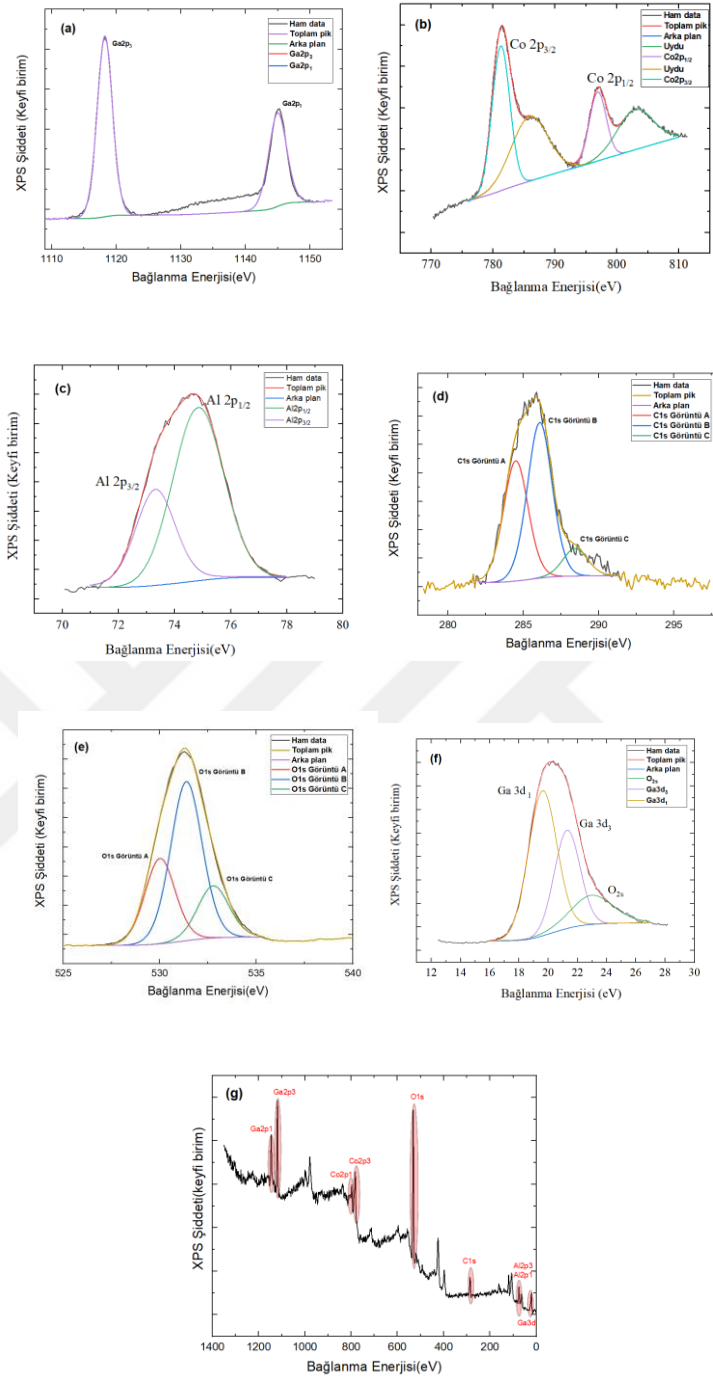 (a)
Ga2p3
Ga2p1
Ham data
Toplam pik
Arka plan
Ga2p3
Ga2p1
XPS Şiddeti (Keyfi birim)
1110 1120 1130 1140 1150
Bağlanma Enerjisi(eV)
(b)
Co 2p3/2
Co 2p1/2
Ham data
Toplam pik
Arka plan
Uydu
Co2p1/2
Uydu
Co2p3/2
XPS Şiddeti (Keyfi birim)
770 780 790 800 810
Bağlanma Enerjisi(eV)
(c)
Al 2p1/2
Al 2p3/2
Ham data
Toplam pik
Arka plan
Al2p1/2
Al2p3/2
XPS Şiddeti (Keyfi birim)
70 72 74 76 78 80
Bağlanma Enerjisi(eV)
(d)
C1s Görüntü B
C1s Görüntü A
C1s Görüntü C
Ham data
Toplam pik
Arka plan
C1s Görüntü A
C1s Görüntü B
C1s Görüntü C
XPS Şiddeti (Keyfi birim)
280 285 290 295
Bağlanma Enerjisi(eV)
(e)
O1s Görüntü B
O1s Görüntü A
O1s Görüntü C
Ham data
Toplam pik
Arka plan
O1s Görüntü A
O1s Görüntü B
O1s Görüntü C
XPS Şiddeti (Keyfi birim)
525 530 535 540
Bağlanma Enerjisi(eV)
(f)
Ga 3d1
Ga 3d3
O2s
Ham data
Toplam pik
Arka plan
O2s
Ga3d3
Ga3d1
XPS Şiddeti (Keyfi birim)
12 14 16 18 20 22 24 26 28 30
Bağlanma Enerjisi (eV)
(g)
Ga2p3
Ga2p1
Co2p3
Co2p1
O1s
C1s
Al2p3
Al2p1
Ga3d
XPS Şiddeti(keyfi birim)
1400 1200 1000 800 600 400 200 0
Bağlanma Enerjisi(eV)